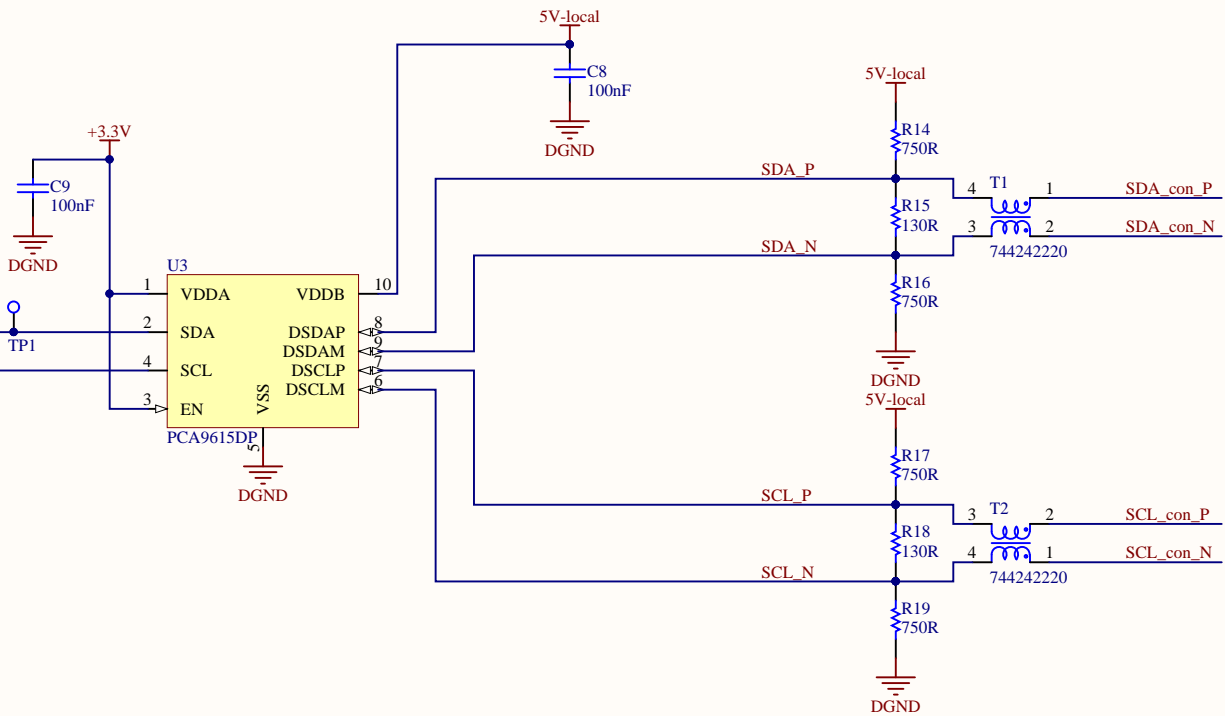 5V-local
C8
100nF
DGND
+3.3V
C9
100nF
DGND
5V-local
R14
750R
SDA_P
R15
130R
SDA_N
R16
750R
DGND
4 T1 1
3 2
744242220
SDA_con_P
SDA_con_N
U3
1 VDDA VDDB 10
2 SDA DSDAP 8
DSDAM 9
4 SCL DSCLP 7
DSCLM 6
3 EN VSS
PCA9615DP
5
DGND
TP1
5V-local
R17
750R
SCL_P
R18
130R
SCL_N
R19
750R
DGND
T2
3 2
4 1
744242220
SCL_con_P
SCL_con_N